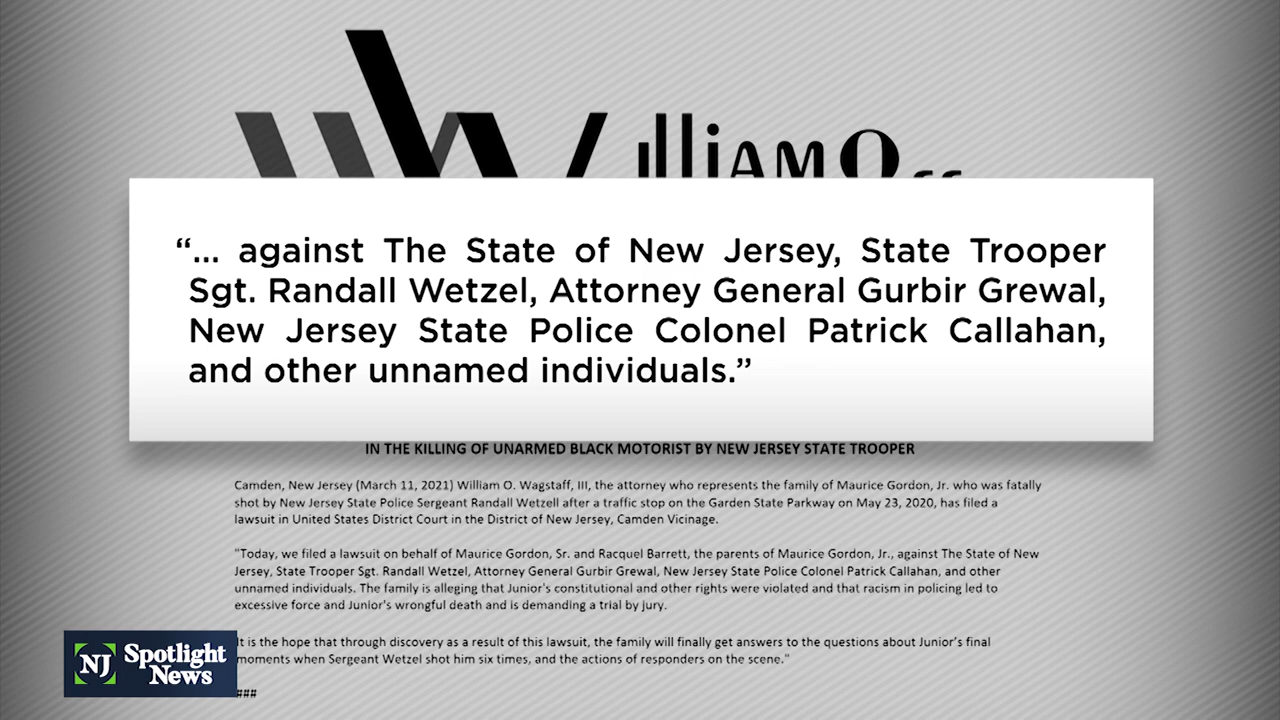 WILLIAM O.
“... against The State of New Jersey, State Trooper
Sgt. Randall Wetzel, Attorney General Gurbir Grewal,
New Jersey State Police Colonel Patrick Callahan,
and other unnamed individuals.”
IN THE KILLING OF UNARMED BLACK MOTORIST BY NEW JERSEY STATE TROOPER
Camden, New Jersey (March 11, 2021) William O. Wagstaff, III, the attorney who represents the family of Maurice Gordon, Jr. who was fatally
shot by New Jersey State Police Sergeant Randall Wetzell after a traffic stop on the Garden State Parkway on May 23, 2020, has filed a
lawsuit in United States District Court in the District of New Jersey, Camden Vicinage.
"Today, we filed a lawsuit on behalf of Maurice Gordon, Sr. and Racquel Barrett, the parents of Maurice Gordon, Jr., against The State of New
Jersey, State Trooper Sgt. Randall Wetzel, Attorney General Gurbir Grewal, New Jersey State Police Colonel Patrick Callahan, and other
unnamed individuals. The family is alleging that Junior's constitutional and other rights were violated and that racism in policing led to
excessive force and Junior's wrongful death and is demanding a trial by jury.
It is the hope that through discovery as a result of this lawsuit, the family will finally get answers to the questions about Junior's final
moments when Sergeant Wetzel shot him six times, and the actions of responders on the scene."
###
NJ Spotlight
News